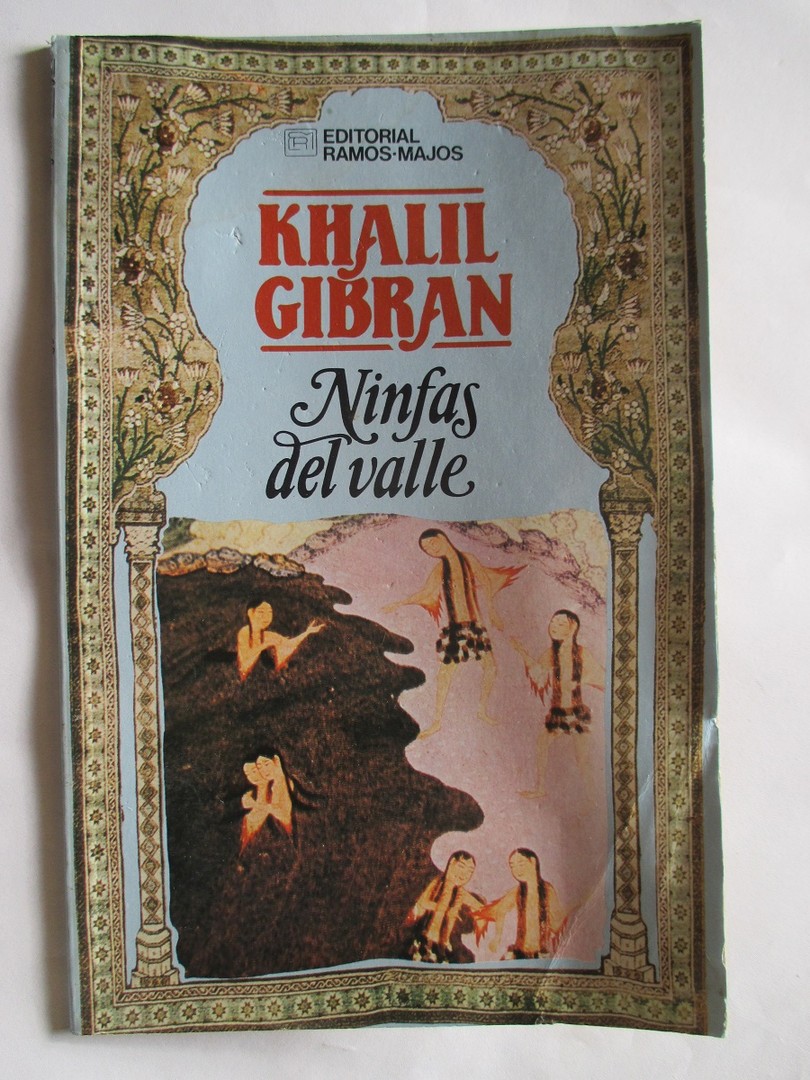 EDITORIAL
RAMOS-MAJOS
KHALIL
GIBRAN
Ninfas
del valle